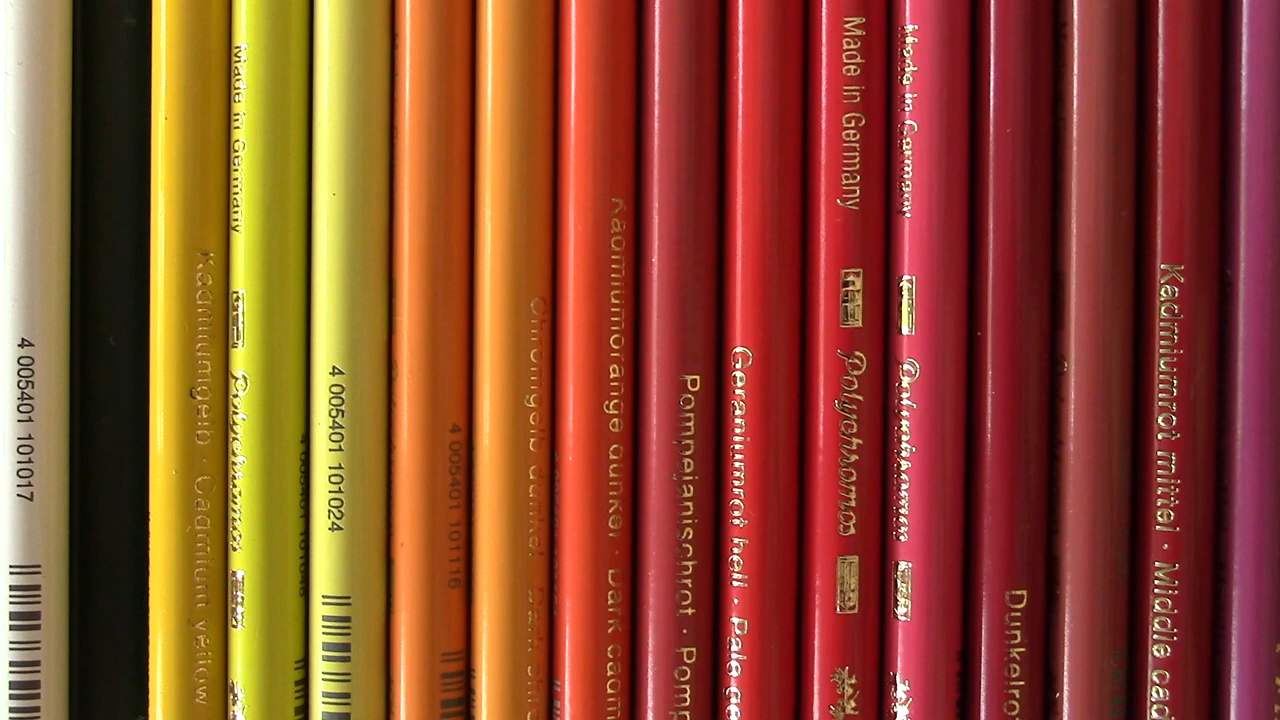 4 005401 101017
Kadmiumgelb · Cadmium yellow
Made in Germany Polychromos
4 005401 101024
4 005401 101116
Chromgelb dunkel Dark
Kadmiumorange dunkel · Dark cadm
Pompejanischrot · Pomp
Geraniumrot hell · Pale ge
Made in Germany Polychromos
Made in Germany Polychromos
Dunkelro
Kadmiumrot mittel · Middle cad